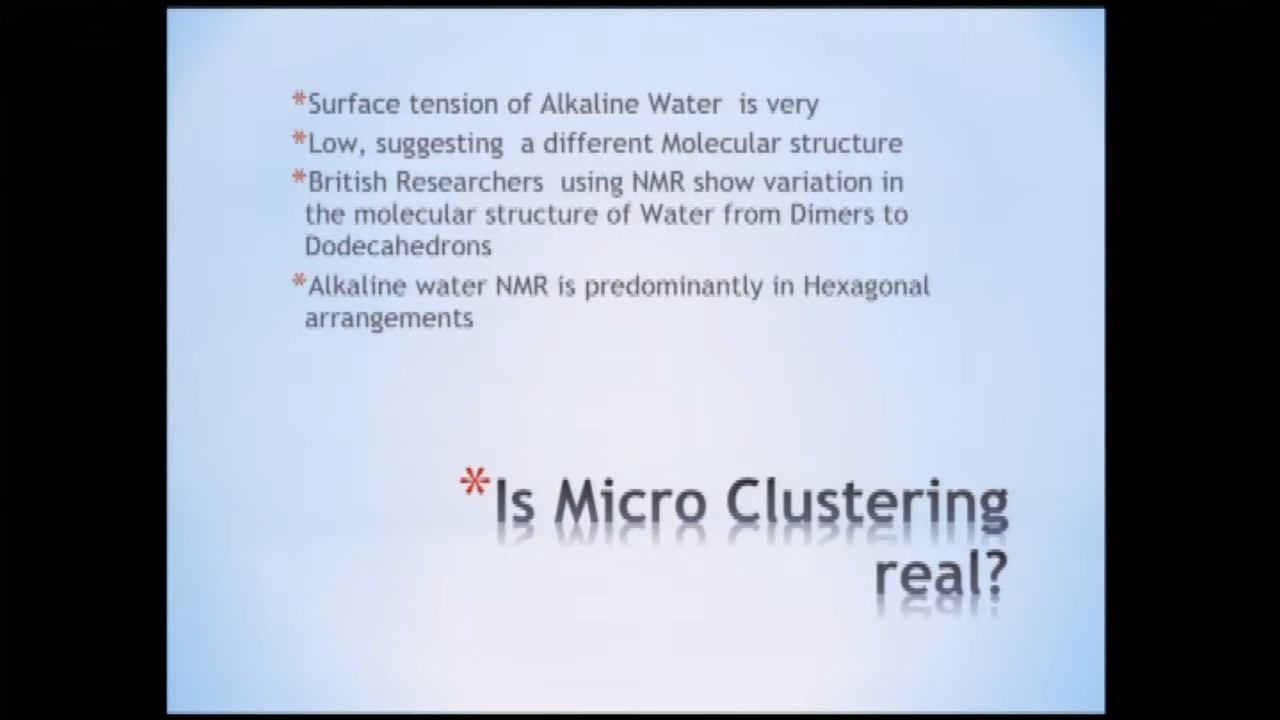 *Surface tension of Alkaline Water is very
*Low, suggesting a different Molecular structure
*British Researchers using NMR show variation in
the molecular structure of Water from Dimers to
Dodecahedrons
*Alkaline water NMR is predominantly in Hexagonal
arrangements
*Is Micro Clustering
real?